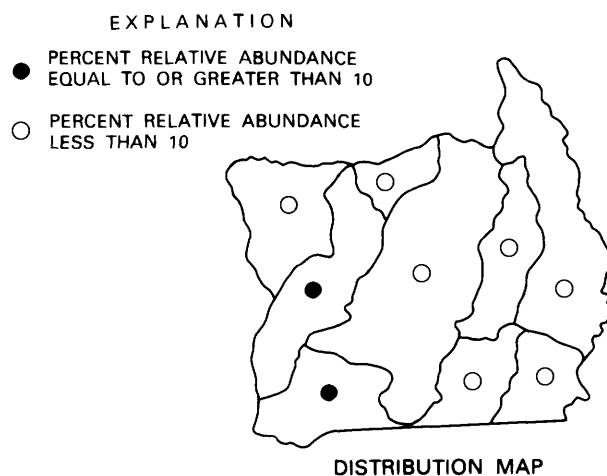 EXPLANATION
PERCENT RELATIVE ABUNDANCE
EQUAL TO OR GREATER THAN 10
PERCENT RELATIVE ABUNDANCE
LESS THAN 10
DISTRIBUTION MAP